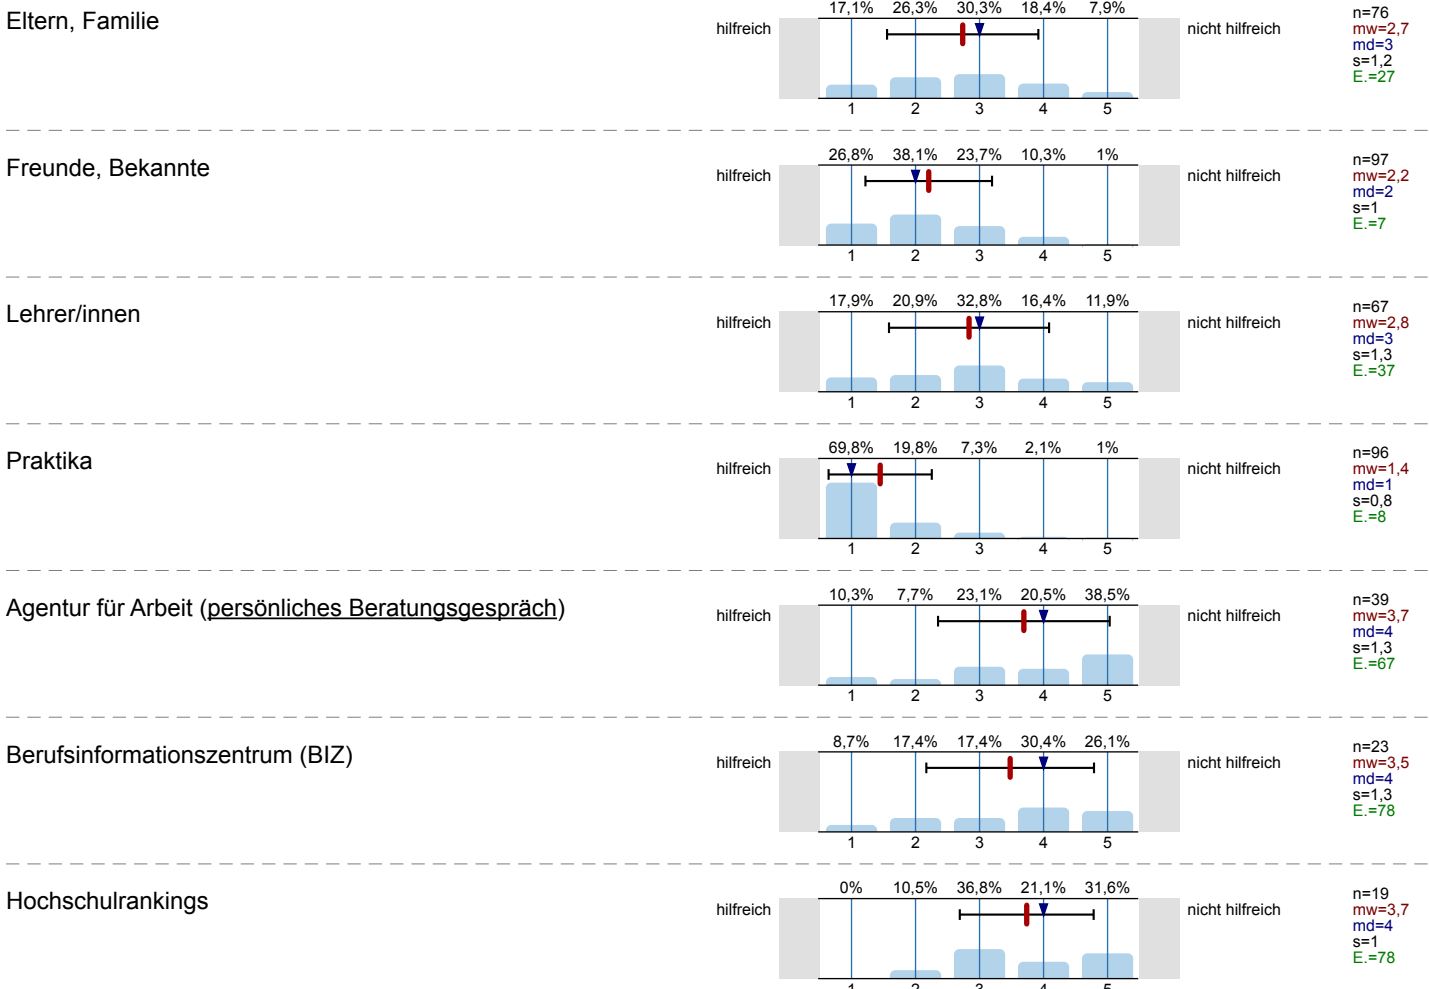 Eltern, Familie
17,1% 26,3% 30,3% 18,4% 7,9%
hilfreich
nicht hilfreich
1 2 3 4 5
n=76
mw=2,7
md=3
s=1,2
E.=27
Freunde, Bekannte
26,8% 38,1% 23,7% 10,3% 1%
hilfreich
nicht hilfreich
1 2 3 4 5
n=97
mw=2,2
md=2
s=1
E.=7
Lehrer/innen
17,9% 20,9% 32,8% 16,4% 11,9%
hilfreich
nicht hilfreich
1 2 3 4 5
n=67
mw=2,8
md=3
s=1,3
E.=37
Praktika
69,8% 19,8% 7,3% 2,1% 1%
hilfreich
nicht hilfreich
1 2 3 4 5
n=96
mw=1,4
md=1
s=0,8
E.=8
Agentur für Arbeit (persönliches Beratungsgespräch)
10,3% 7,7% 23,1% 20,5% 38,5%
hilfreich
nicht hilfreich
1 2 3 4 5
n=39
mw=3,7
md=4
s=1,3
E.=67
Berufsinformationszentrum (BIZ)
8,7% 17,4% 17,4% 30,4% 26,1%
hilfreich
nicht hilfreich
1 2 3 4 5
n=23
mw=3,5
md=4
s=1,3
E.=78
Hochschulrankings
0% 10,5% 36,8% 21,1% 31,6%
hilfreich
nicht hilfreich
1 2 3 4 5
n=19
mw=3,7
md=4
s=1
E.=78